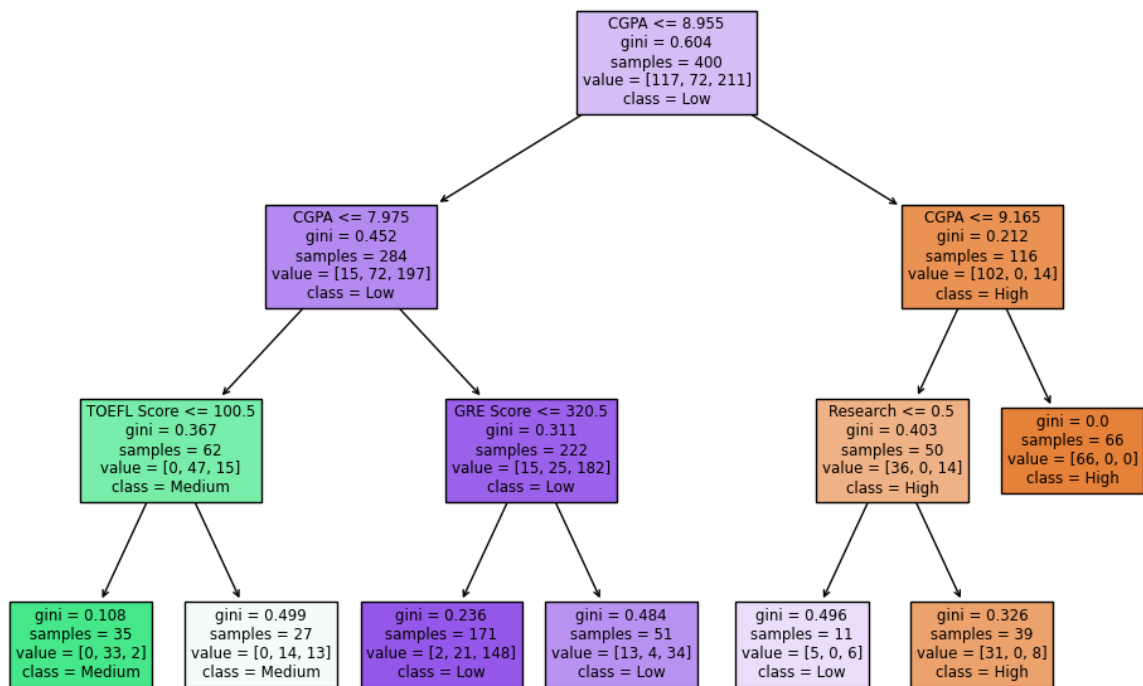 CGPA <= 8.955
gini = 0.604
samples = 400
value = [117, 72, 211]
class = Low
CGPA <= 7.975
gini = 0.452
samples = 284
value = [15, 72, 197]
class = Low
CGPA <= 9.165
gini = 0.212
samples = 116
value = [102, 0, 14]
class = High
TOEFL Score <= 100.5
gini = 0.367
samples = 62
value = [0, 47, 15]
class = Medium
GRE Score <= 320.5
gini = 0.311
samples = 222
value = [15, 25, 182]
class = Low
Research <= 0.5
gini = 0.403
samples = 50
value = [36, 0, 14]
class = High
gini = 0.0
samples = 66
value = [66, 0, 0]
class = High
gini = 0.108
samples = 35
value = [0, 33, 2]
class = Medium
gini = 0.499
samples = 27
value = [0, 14, 13]
class = Medium
gini = 0.236
samples = 171
value = [2, 21, 148]
class = Low
gini = 0.484
samples = 51
value = [13, 4, 34]
class = Low
gini = 0.496
samples = 11
value = [5, 0, 6]
class = Low
gini = 0.326
samples = 39
value = [31, 0, 8]
class = High